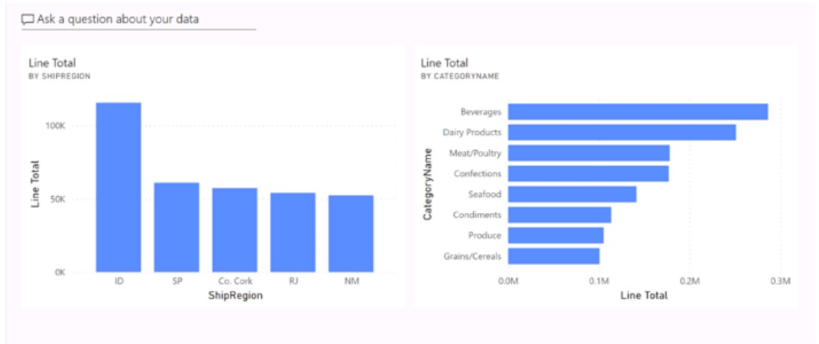 Ask a question about your data
Line Total
BY SHIPREGION
100K
50K
0K
Line Total
ID SP Co. Cork RJ NM
ShipRegion
Line Total
BY CATEGORYNAME
CategoryName
Beverages
Dairy Products
Meat/Poultry
Confections
Seafood
Condiments
Produce
Grains/Cereals
0.0M 0.1M 0.2M 0.3M
Line Total